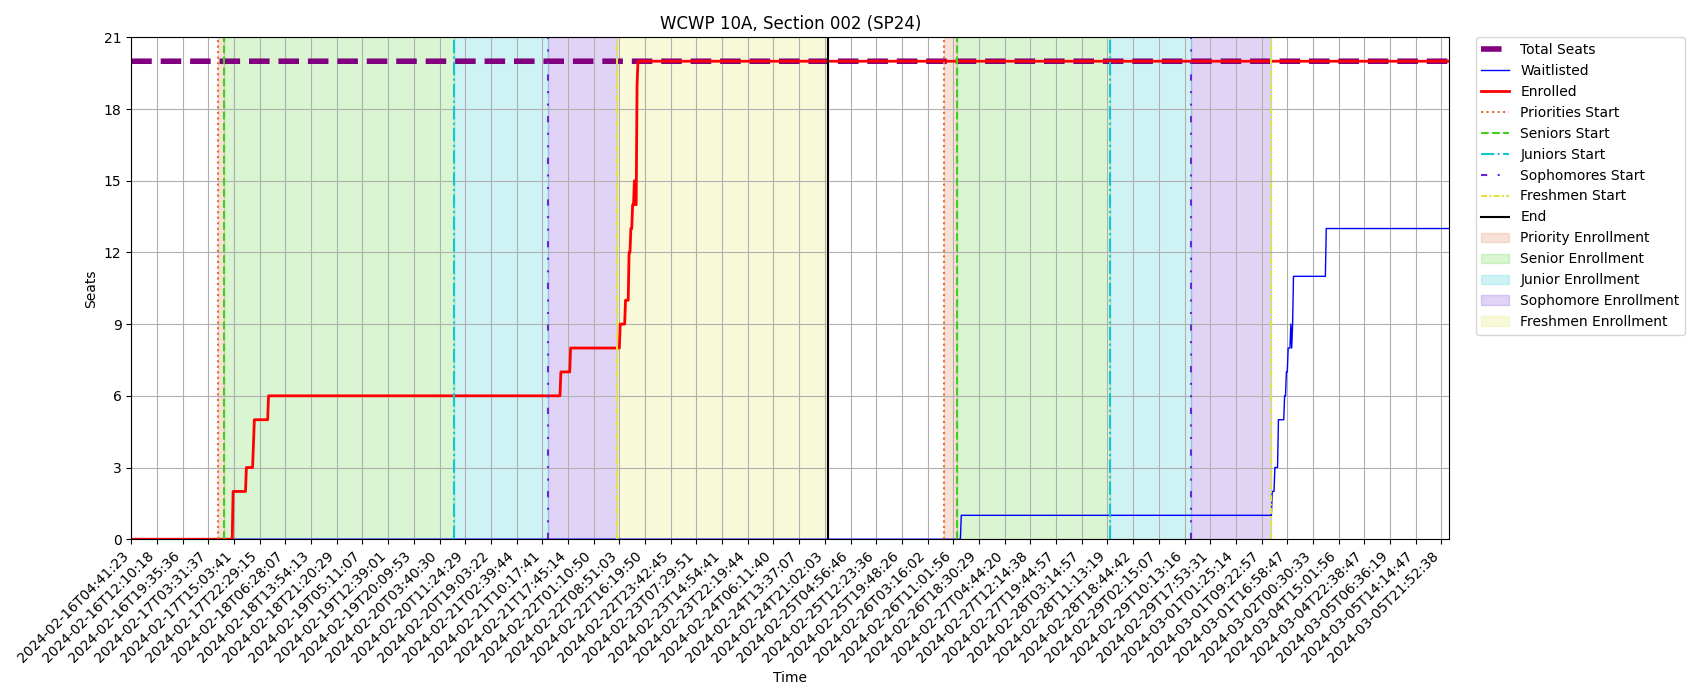 WCWP 10A, Section 002 (SP24)
Seats
21
18
15
12
9
6
3
0
2024-02-16T04:41:23
2024-02-16T12:10:18
2024-02-16T19:35:36
2024-02-17T03:31:37
2024-02-17T15:03:41
2024-02-17T22:29:15
2024-02-18T06:28:07
2024-02-18T13:54:13
2024-02-18T21:20:29
2024-02-19T05:11:07
2024-02-19T12:39:01
2024-02-19T20:09:53
2024-02-20T03:40:30
2024-02-20T11:24:29
2024-02-20T19:03:22
2024-02-21T02:39:44
2024-02-21T10:17:41
2024-02-21T17:45:14
2024-02-22T01:10:50
2024-02-22T08:51:03
2024-02-22T16:19:50
2024-02-22T23:42:45
2024-02-23T07:29:51
2024-02-23T14:54:41
2024-02-23T22:19:44
2024-02-24T06:11:40
2024-02-24T13:37:07
2024-02-24T21:02:03
2024-02-25T04:56:46
2024-02-25T12:23:36
2024-02-25T19:48:26
2024-02-26T03:16:02
2024-02-26T11:01:56
2024-02-26T18:30:29
2024-02-27T04:44:20
2024-02-27T12:14:38
2024-02-27T19:44:57
2024-02-28T03:14:57
2024-02-28T11:13:19
2024-02-28T18:44:42
2024-02-29T02:15:07
2024-02-29T10:13:16
2024-02-29T17:53:31
2024-03-01T01:25:14
2024-03-01T09:22:57
2024-03-01T16:58:47
2024-03-02T00:30:33
2024-03-04T15:01:56
2024-03-04T22:38:47
2024-03-05T06:36:19
2024-03-05T14:14:47
2024-03-05T21:52:38
Time
Total Seats
Waitlisted
Enrolled
Priorities Start
Seniors Start
Juniors Start
Sophomores Start
Freshmen Start
End
Priority Enrollment
Senior Enrollment
Junior Enrollment
Sophomore Enrollment
Freshmen Enrollment